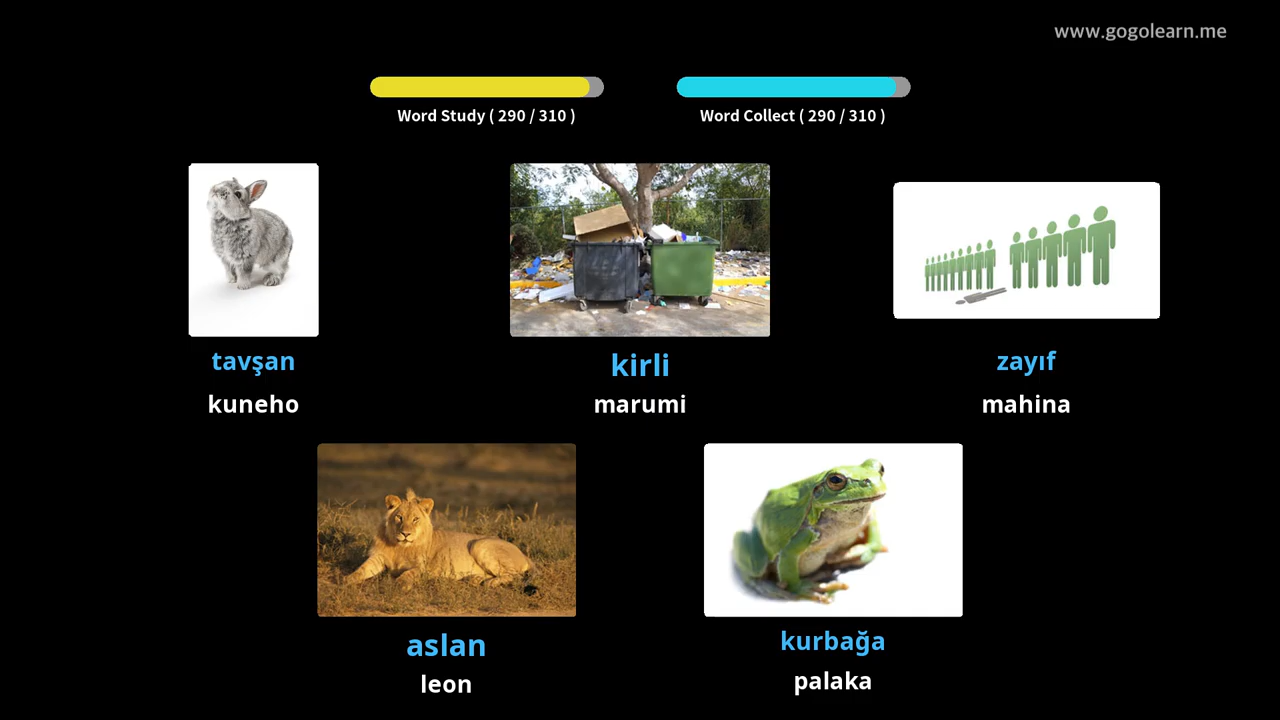 www.gogolearn.me
Word Study ( 290 / 310 )
Word Collect ( 290 / 310 )
tavşan
kuneho
kirli
marumi
zayıf
mahina
aslan
leon
kurbağa
palaka